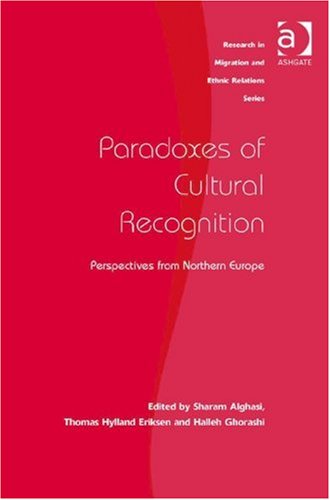 Research in
Migration and
Ethnic Relations
Series
a
ASHGATE
Paradoxes of
Cultural
Recognition
Perspectives from Northern Europe
Edited by Sharam Alghasi,
Thomas Hylland Eriksen and Halleh Ghorashi